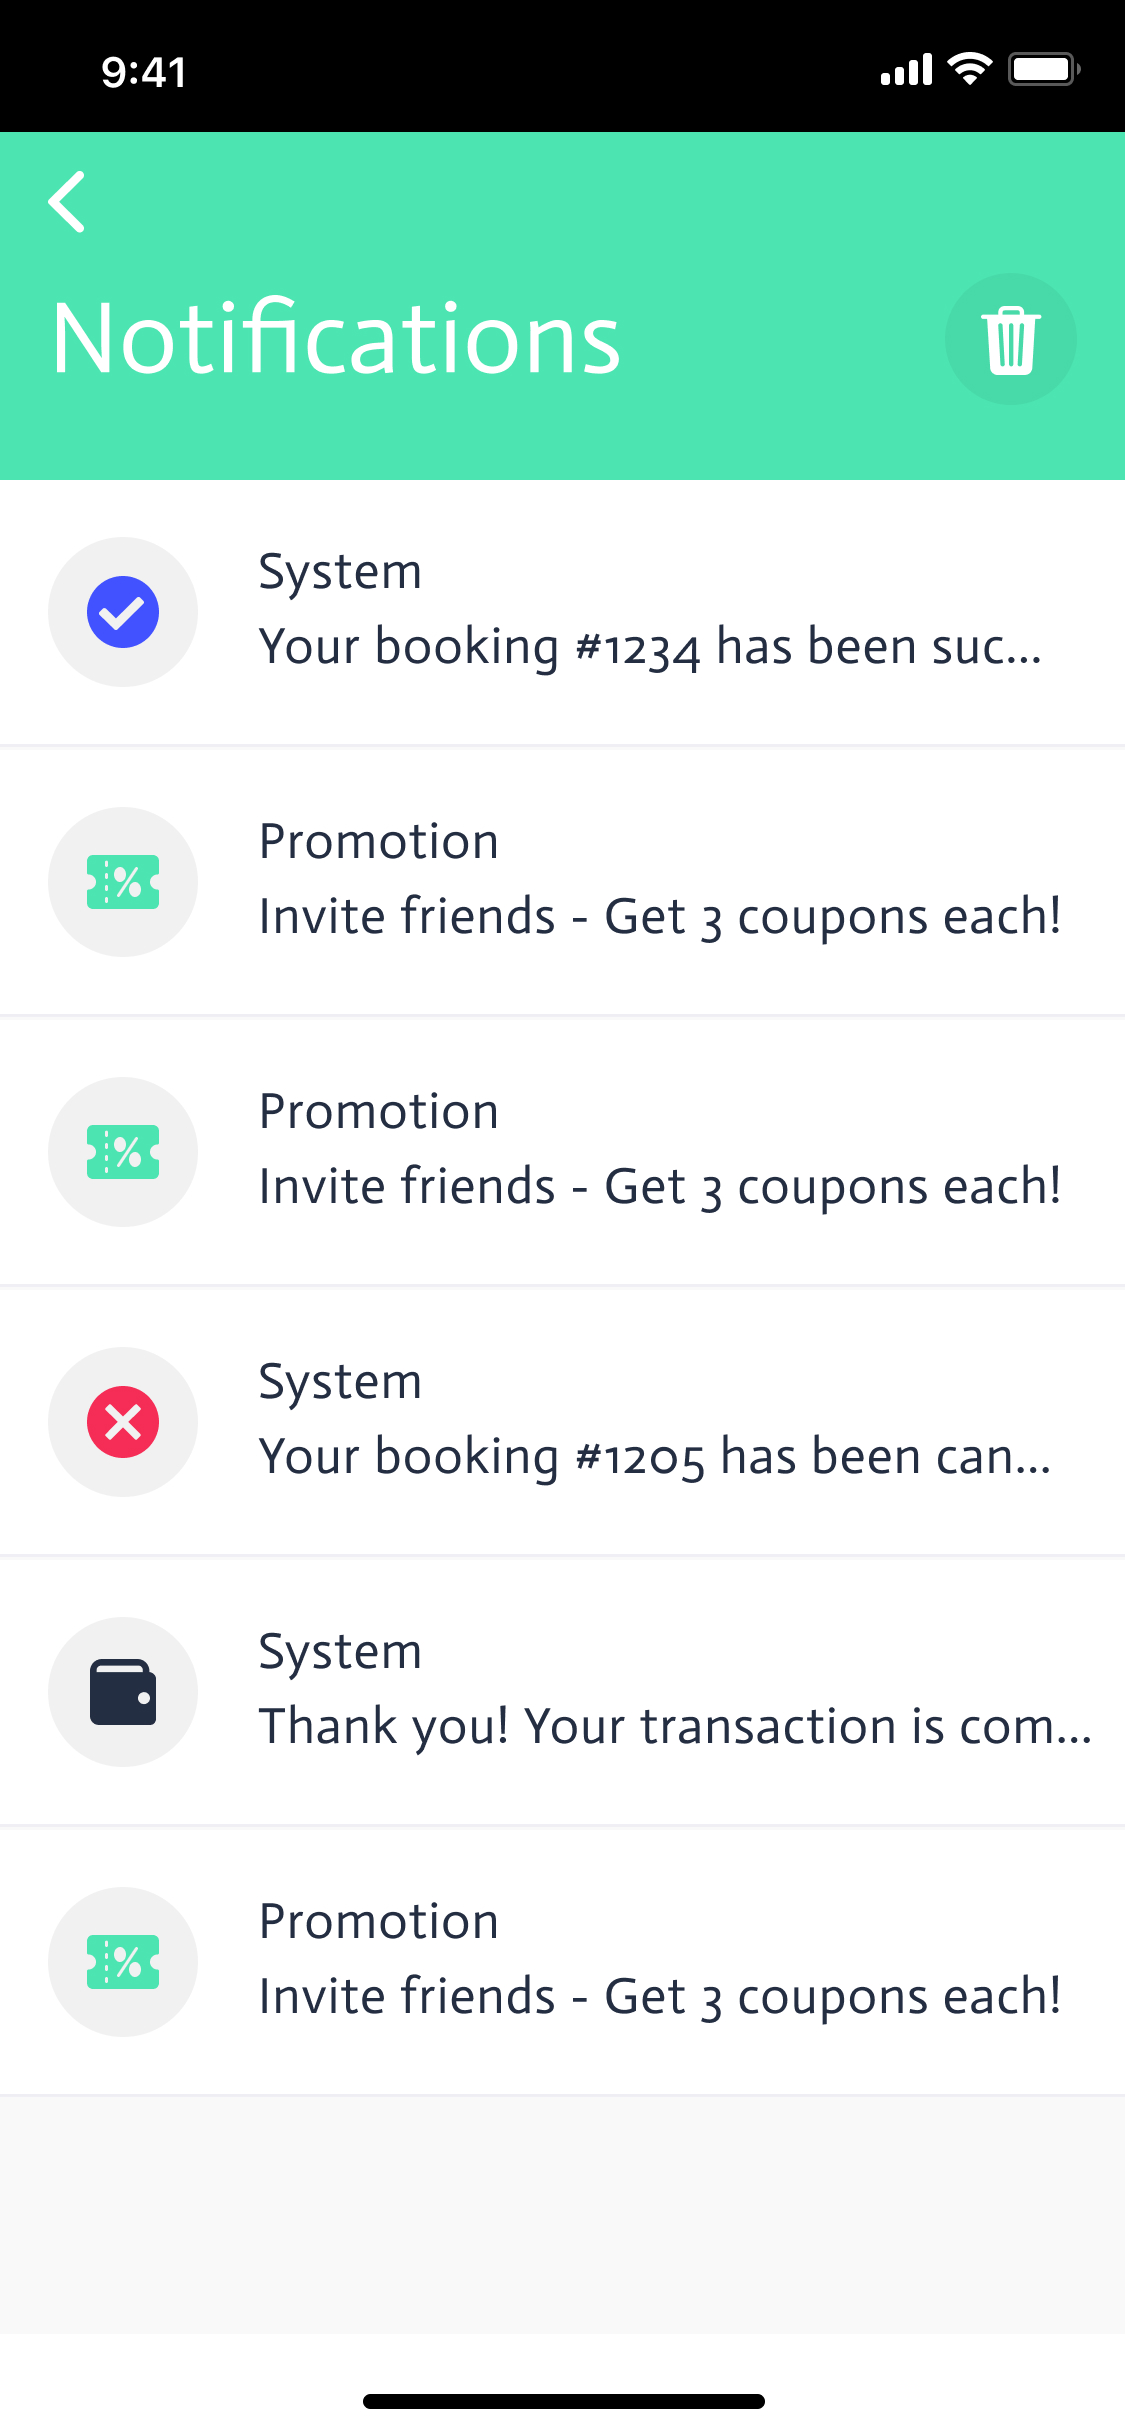 9:41
Notifications
System
Your booking #1234 has been suc...
Promotion
Invite friends - Get 3 coupons each!
Promotion
Invite friends - Get 3 coupons each!
System
Your booking #1205 has been can...
System
Thank you! Your transaction is com...
Promotion
Invite friends - Get 3 coupons each!